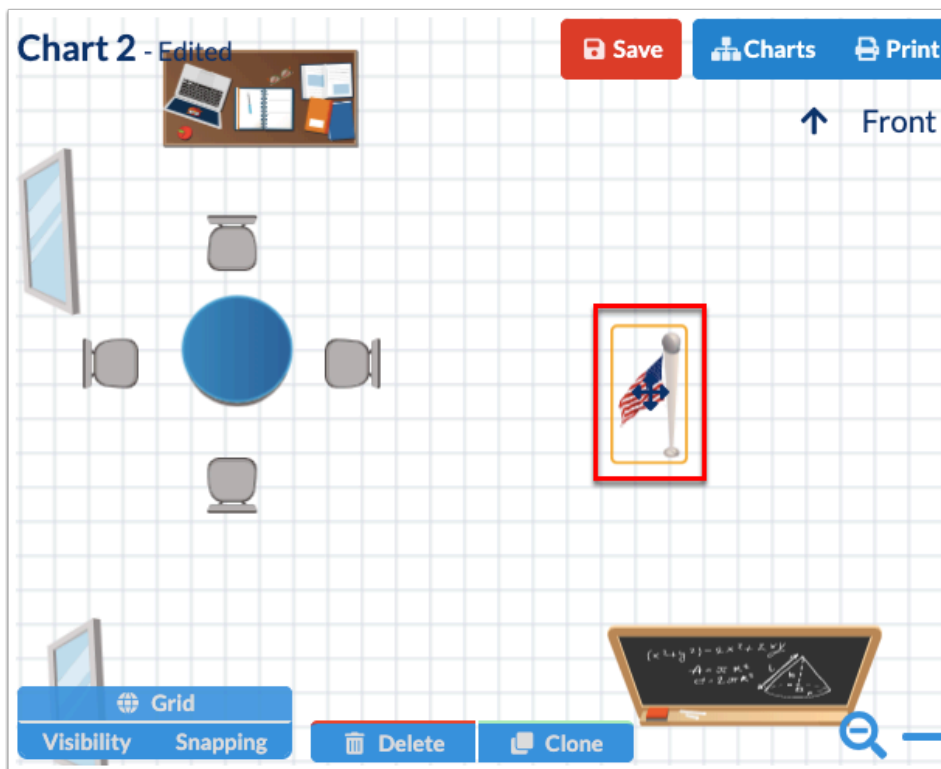 Chart 2 - Edited
Save
Charts
Print
Front
Grid
Visibility
Snapping
Delete
Clone